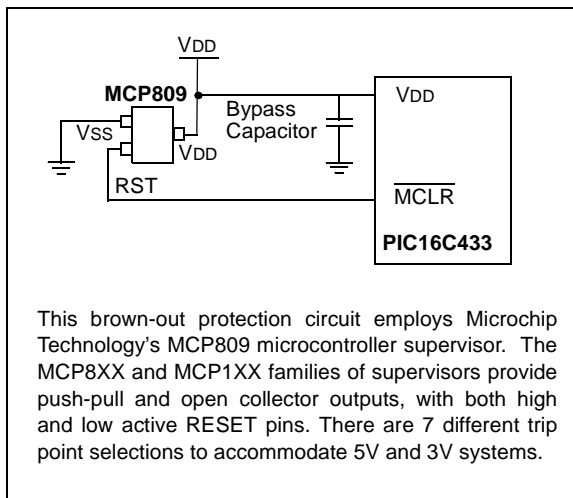 VDD
MCP809
VDD
Bypass
Capacitor
VSS
VDD
RST
MCLR
PIC16C433
This brown-out protection circuit employs Microchip
Technology's MCP809 microcontroller supervisor. The
MCP8XX and MCP1XX families of supervisors provide
push-pull and open collector outputs, with both high
and low active RESET pins. There are 7 different trip
point selections to accommodate 5V and 3V systems.